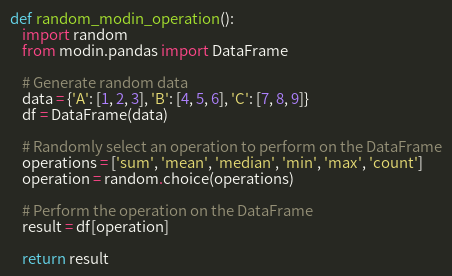 def random_modin_operation():
    import random
    from modin.pandas import DataFrame

    # Generate random data
    data = {'A': [1, 2, 3], 'B': [4, 5, 6], 'C': [7, 8, 9]}
    df = DataFrame(data)

    # Randomly select an operation to perform on the DataFrame
    operations = ['sum', 'mean', 'median', 'min', 'max', 'count']
    operation = random.choice(operations)

    # Perform the operation on the DataFrame
    result = df[operation]

    return result